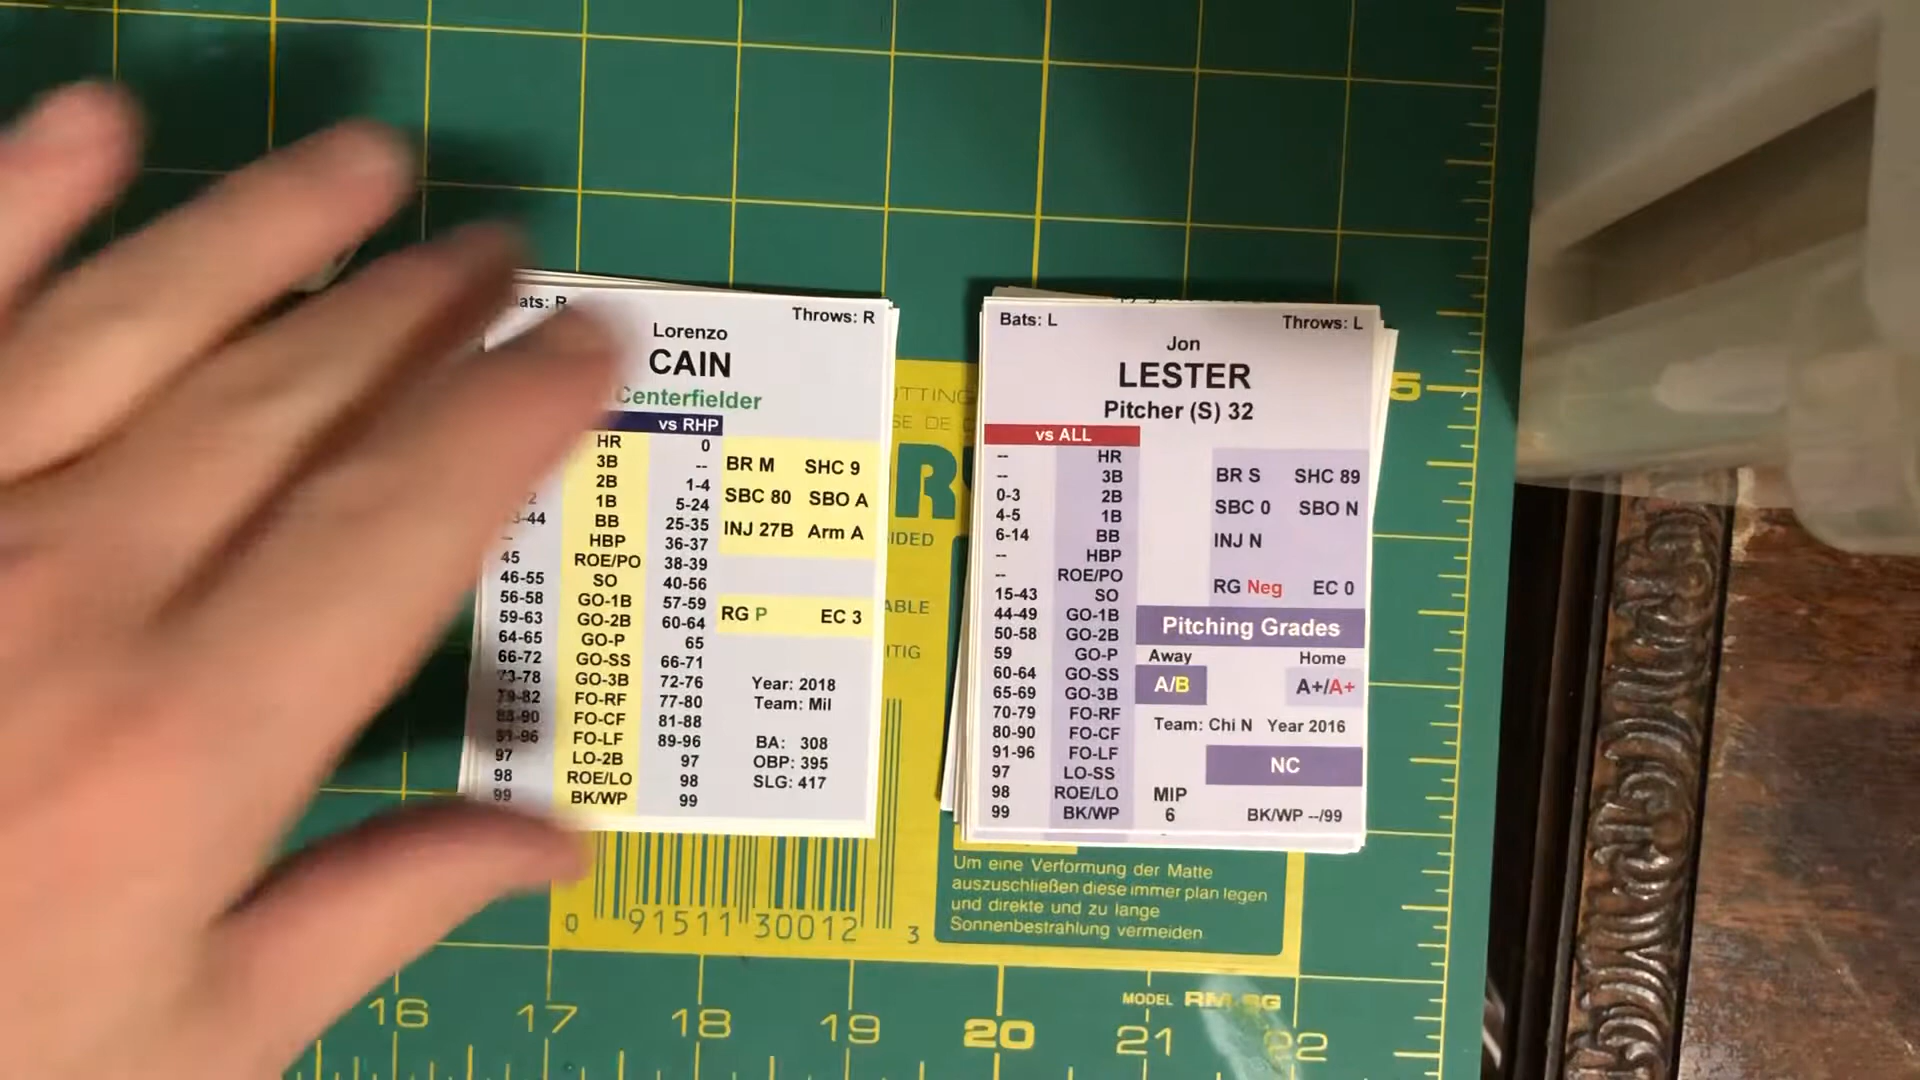 Bats: R Throws: R
Lorenzo
CAIN
Centerfielder
vs RHP
HR 0
3B --
2B 1-4
1B 5-24
-44 BB 25-35
-- HBP 36-37
45 ROE/PO 38-39
46-55 SO 40-56
56-58 GO-1B 57-59
59-63 GO-2B 60-64
64-65 GO-P 65
66-72 GO-SS 66-71
73-78 GO-3B 72-76
79-82 FO-RF 77-80
FO-CF 81-88
91-96 FO-LF 89-96
97 LO-2B 97
98 ROE/LO 98
99 BK/WP 99
BR M SHC 9
SBC 80 SBO A
INJ 27B Arm A
RG P EC 3
Year: 2018
Team: Mil
BA: 308
OBP: 395
SLG: 417
Bats: L Throws: L
Jon
LESTER
Pitcher (S) 32
vs ALL
-- HR
-- 3B
0-3 2B
4-5 1B
6-14 BB
-- HBP
-- ROE/PO
15-43 SO
44-49 GO-1B
50-58 GO-2B
59 GO-P
60-64 GO-SS
65-69 GO-3B
70-79 FO-RF
80-90 FO-CF
91-96 FO-LF
97 LO-SS
98 ROE/LO
99 BK/WP
BR S SHC 89
SBC 0 SBO N
INJ N
RG Neg EC 0
Pitching Grades
Away Home
A/B A+/A+
Team: Chi N Year 2016
NC
MIP
6
BK/WP --/99
0 91511 30012 3
Um eine Verformung der Matte
auszuschließen diese immer plan legen
und direkte und zu lange
Sonnenbestrahlung vermeiden
MODEL
16 17 18 19 20 21 22